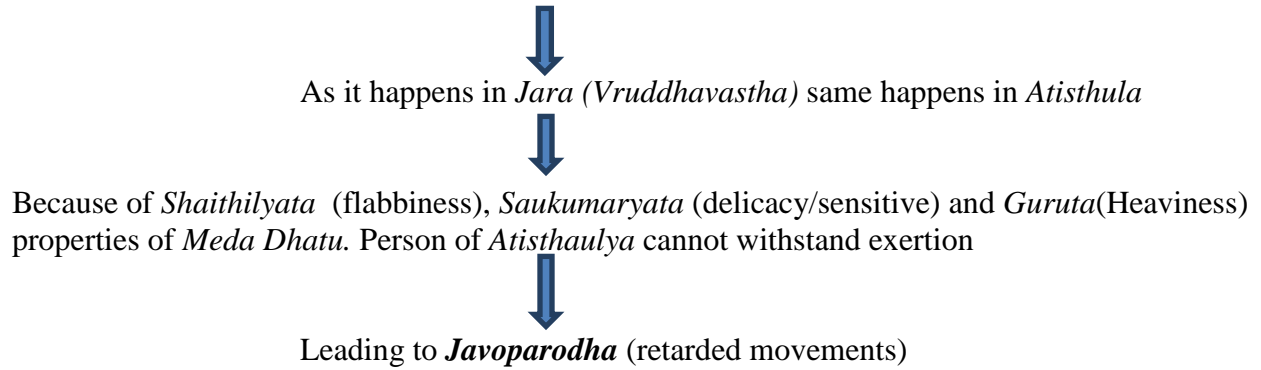 As it happens in Jara (Vruddhavastha) same happens in Atisthula
Because of Shaithilyata (flabbiness), Saukumaryata (delicacy/sensitive) and Guruta(Heaviness)
properties of Meda Dhatu. Person of Atisthaulya cannot withstand exertion
Leading to Javoparodha (retarded movements)